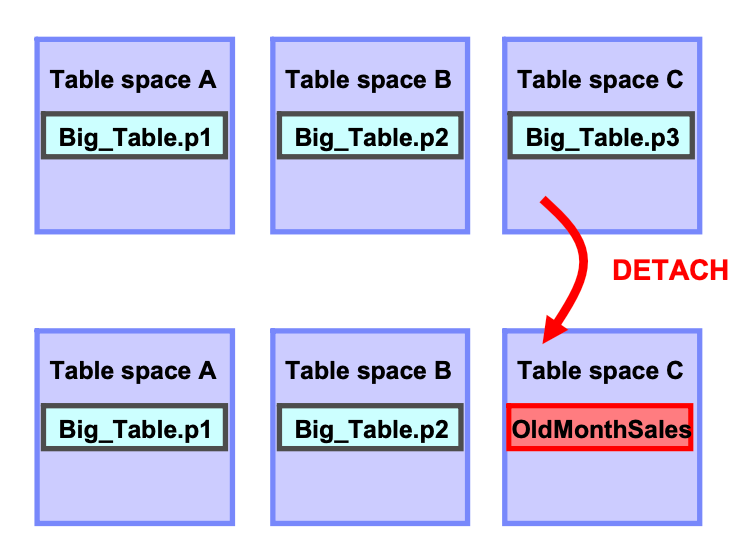 Table space A
Table space B
Table space C
Big_Table.p1
Big_Table.p2
Big_Table.p3
DETACH
Table space A
Table space B
Table space C
Big_Table.p1
Big_Table.p2
OldMonthSales